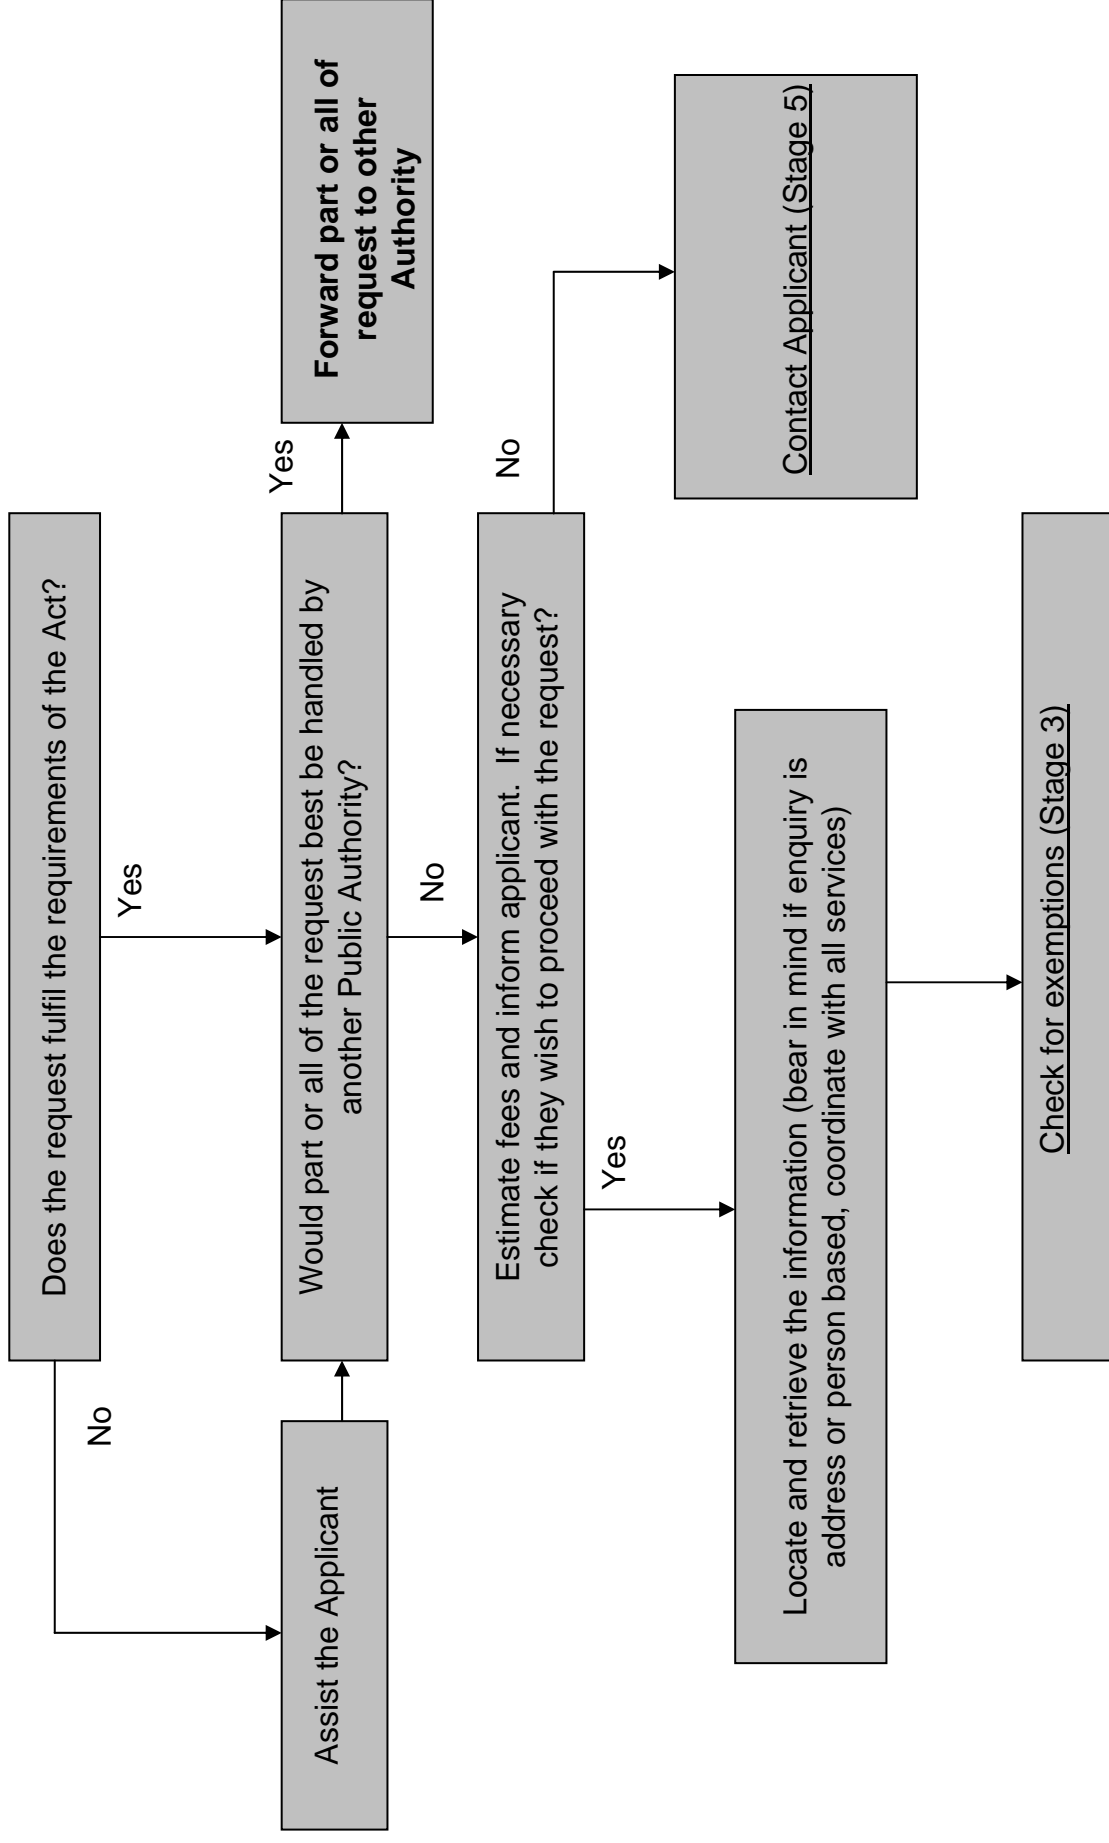 Does the request fulfil the requirements of the Act?
No
Yes
Assist the Applicant
Would part or all of the request best be handled by
another Public Authority?
Yes
Forward part or all of
request to other
Authority
No
Estimate fees and inform applicant.  If necessary
check if they wish to proceed with the request?
No
Yes
Contact Applicant (Stage 5)
Locate and retrieve the information (bear in mind if enquiry is
address or person based, coordinate with all services)
Check for exemptions (Stage 3)